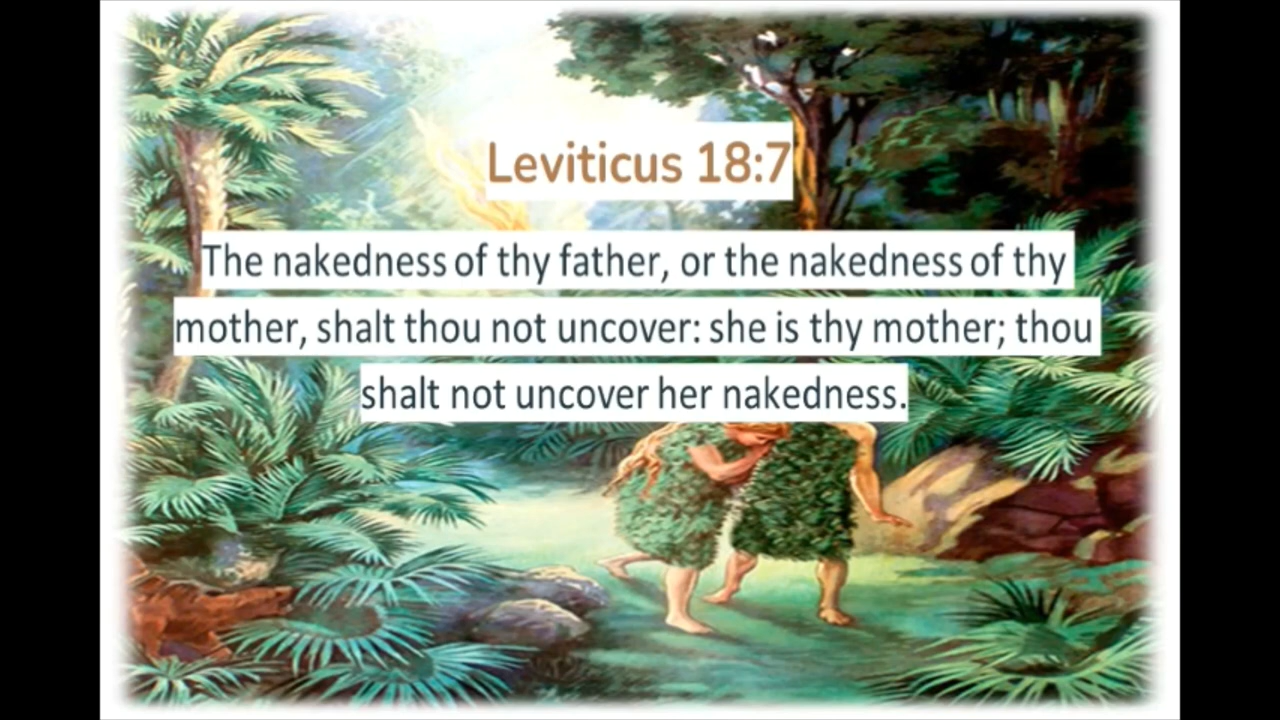 Leviticus 18:7
The nakedness of thy father, or the nakedness of thy
mother, shalt thou not uncover: she is thy mother; thou
shalt not uncover her nakedness.